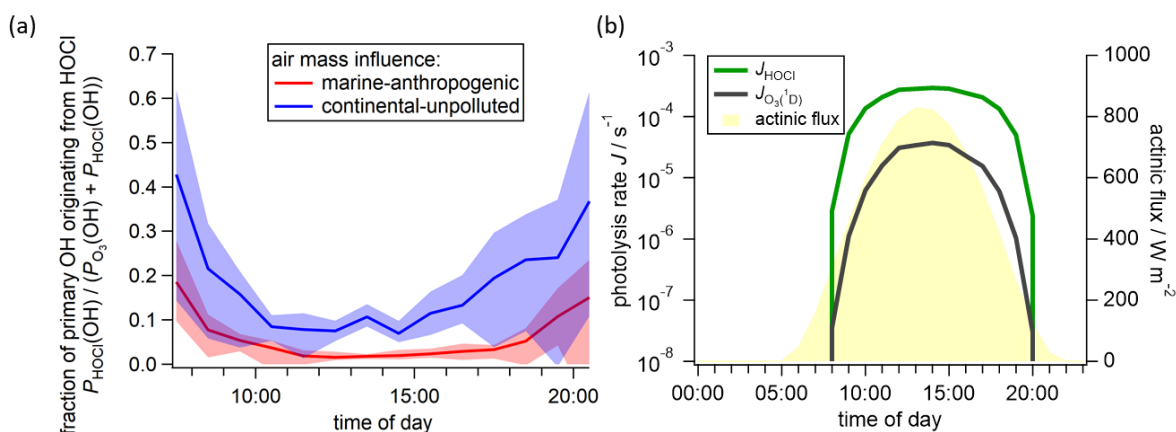 (a)
fraction of primary OH originating from HOCl
P_HOCl(OH) / (P_O3(OH) + P_HOCl(OH))
0.7
0.6
0.5
0.4
0.3
0.2
0.1
0.0
air mass influence:
marine-anthropogenic
continental-unpolluted
10:00 15:00 20:00
time of day
(b)
photolysis rate J / s⁻¹
10⁻³
10⁻⁴
10⁻⁵
10⁻⁶
10⁻⁷
10⁻⁸
J_HOCl
J_O3(¹D)
actinic flux
1000
800
600
400
200
0
actinic flux / W m⁻²
00:00 10:00 20:00
time of day